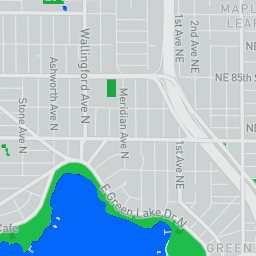 MAPL
LEAF
NE 85th S
Wallingford Ave N
Ashworth Ave N
Stone Ave N
Meridian Ave N
1st Ave NE
2nd Ave NE
1st Ave NE
E Green Lake Dr N
Cafe
GREEN